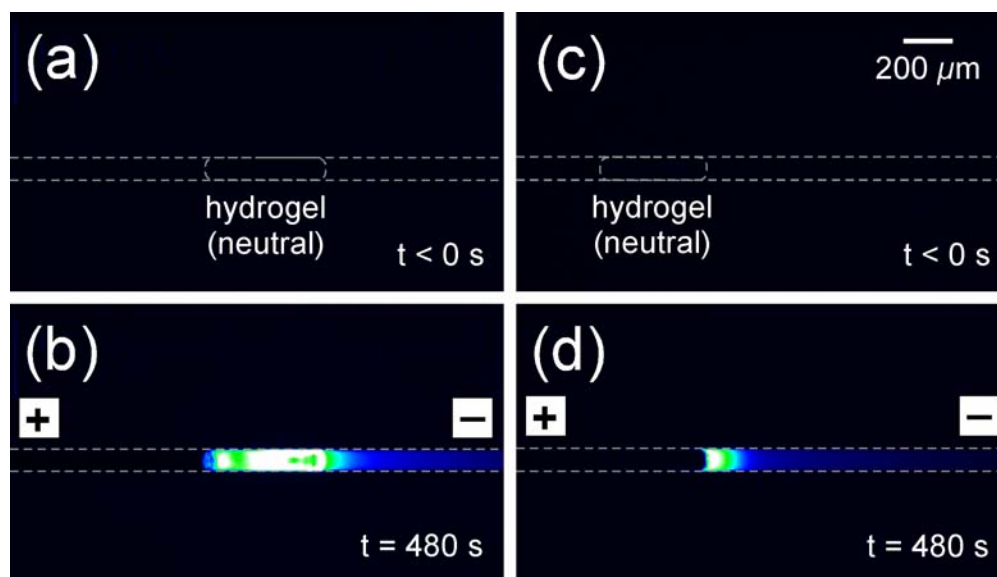 (a)
hydrogel
(neutral)
t < 0 s
(c)
200 µm
hydrogel
(neutral)
t < 0 s
(b)
+
−
t = 480 s
(d)
+
−
t = 480 s